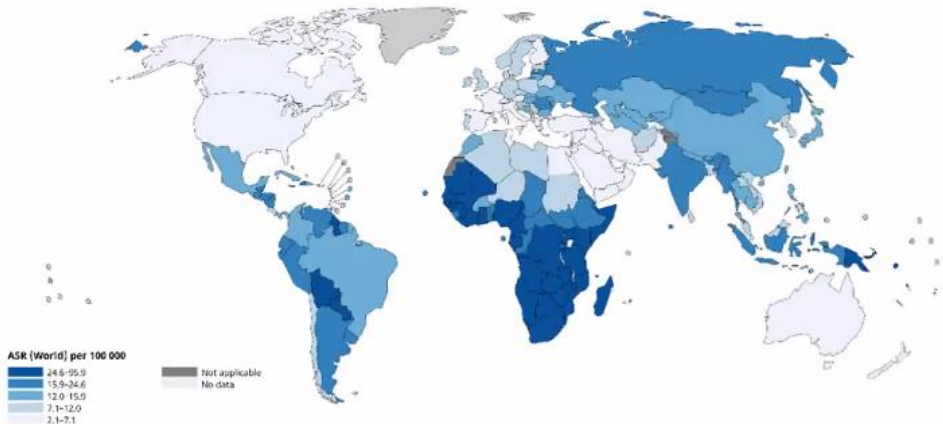 ASR (World) per 100 000
24.6–95.9
15.9–24.6
12.0–15.9
7.1–12.0
2.1–7.1
Not applicable
No data